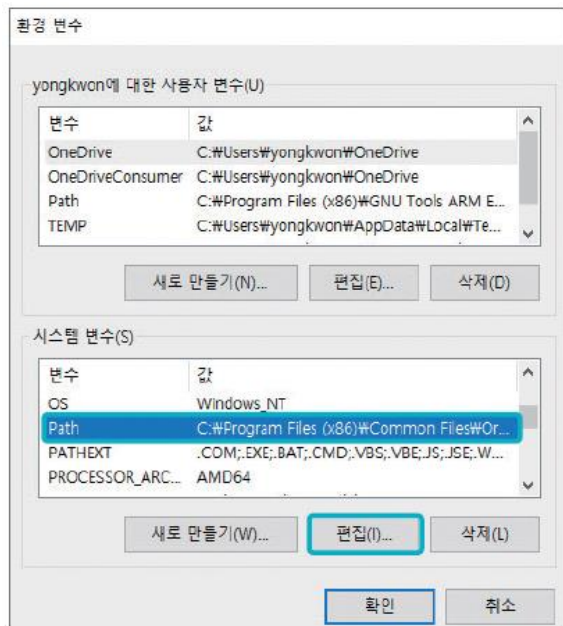 환경 변수
yongkwon에 대한 사용자 변수(U)
변수 값
OneDrive C:₩Users₩yongkwon₩OneDrive
OneDriveConsumer C:₩Users₩yongkwon₩OneDrive
Path C:₩Program Files (x86)₩GNU Tools ARM E...
TEMP C:₩Users₩yongkwon₩AppData₩Local₩Te...
새로 만들기(N)... 편집(E)... 삭제(D)
시스템 변수(S)
변수 값
OS Windows_NT
Path C:₩Program Files (x86)₩Common Files₩Or...
PATHEXT .COM;.EXE;.BAT;.CMD;.VBS;.VBE;.JS;.JSE;.W...
PROCESSOR_ARC... AMD64
새로 만들기(W)... 편집(I)... 삭제(L)
확인 취소